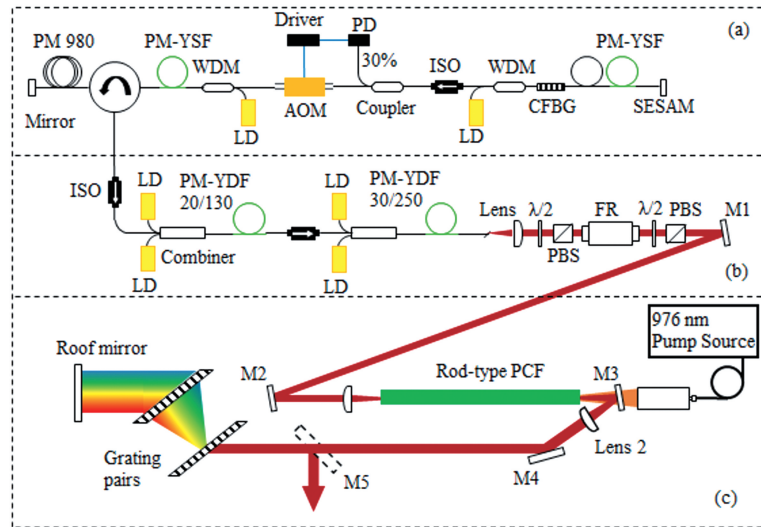 Driver
PD
(a)
PM 980
PM-YSF
PM-YSF
WDM
30%
ISO
WDM
Mirror
AOM
Coupler
CFBG
SESAM
LD
LD
ISO
LD
PM-YDF
20/130
LD
PM-YDF
30/250
Lens
λ/2
FR
λ/2
PBS
M1
PBS
Combiner
LD
LD
(b)
976 nm
Pump Source
Roof mirror
M2
Rod-type PCF
M3
Lens 2
Grating
pairs
M5
M4
(c)